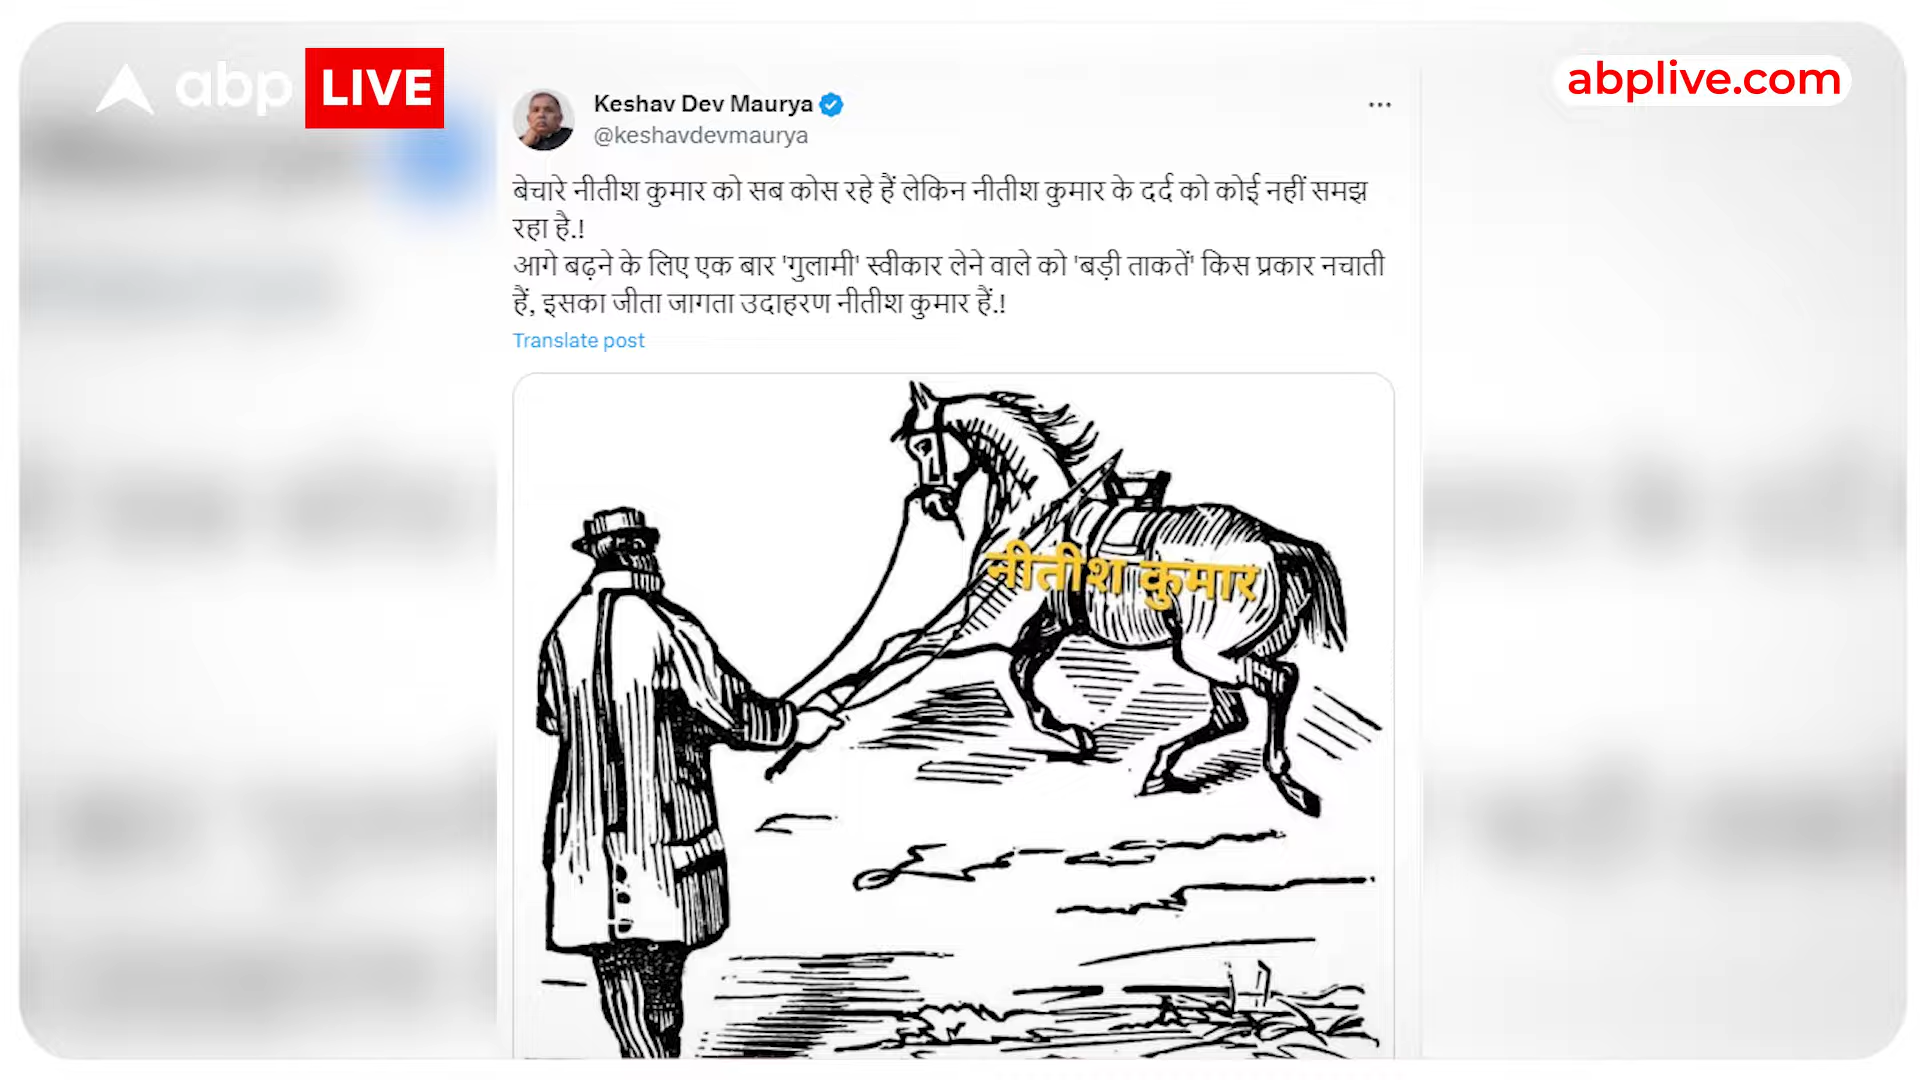 abp LIVE
abplive.com
Keshav Dev Maurya
@keshavdevmaurya
बेचारे नीतीश कुमार को सब कोस रहे हैं लेकिन नीतीश कुमार के दर्द को कोई नहीं समझ
रहा है.!
आगे बढ़ने के लिए एक बार 'गुलामी' स्वीकार लेने वाले को 'बड़ी ताकतें' किस प्रकार नचाती
हैं, इसका जीता जागता उदाहरण नीतीश कुमार हैं.!
Translate post
नीतीश कुमार